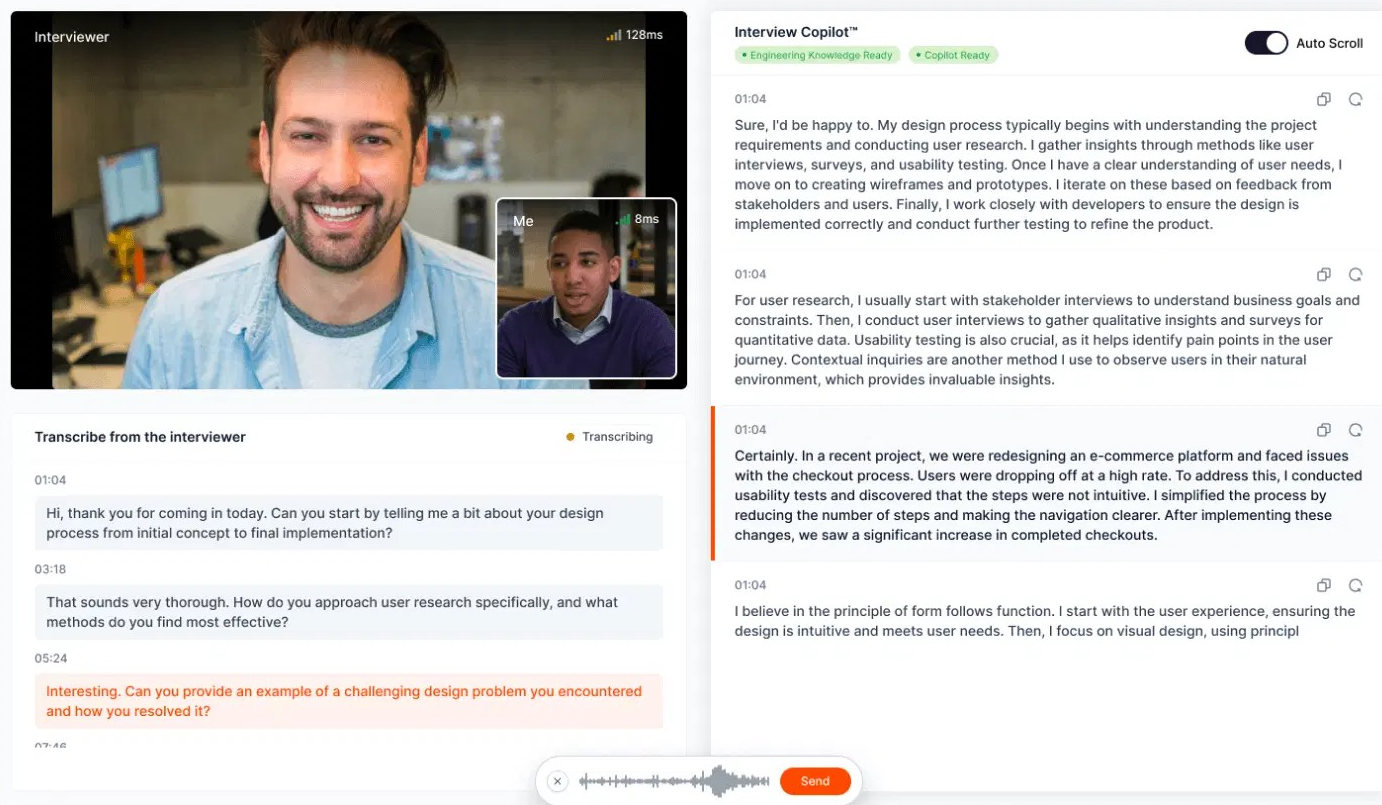 Interviewer
128ms
Me
8ms
Transcribe from the interviewer
Transcribing
01:04
Hi, thank you for coming in today. Can you start by telling me a bit about your design
process from initial concept to final implementation?
03:18
That sounds very thorough. How do you approach user research specifically, and what
methods do you find most effective?
05:24
Interesting. Can you provide an example of a challenging design problem you encountered
and how you resolved it?
07:46
Send
Interview Copilot™
Engineering Knowledge Ready
Copilot Ready
Auto Scroll
01:04
Sure, I'd be happy to. My design process typically begins with understanding the project
requirements and conducting user research. I gather insights through methods like user
interviews, surveys, and usability testing. Once I have a clear understanding of user needs, I
move on to creating wireframes and prototypes. I iterate on these based on feedback from
stakeholders and users. Finally, I work closely with developers to ensure the design is
implemented correctly and conduct further testing to refine the product.
01:04
For user research, I usually start with stakeholder interviews to understand business goals and
constraints. Then, I conduct user interviews to gather qualitative insights and surveys for
quantitative data. Usability testing is also crucial, as it helps identify pain points in the user
journey. Contextual inquiries are another method I use to observe users in their natural
environment, which provides invaluable insights.
01:04
Certainly. In a recent project, we were redesigning an e-commerce platform and faced issues
with the checkout process. Users were dropping off at a high rate. To address this, I conducted
usability tests and discovered that the steps were not intuitive. I simplified the process by
reducing the number of steps and making the navigation clearer. After implementing these
changes, we saw a significant increase in completed checkouts.
01:04
I believe in the principle of form follows function. I start with the user experience, ensuring the
design is intuitive and meets user needs. Then, I focus on visual design, using principl